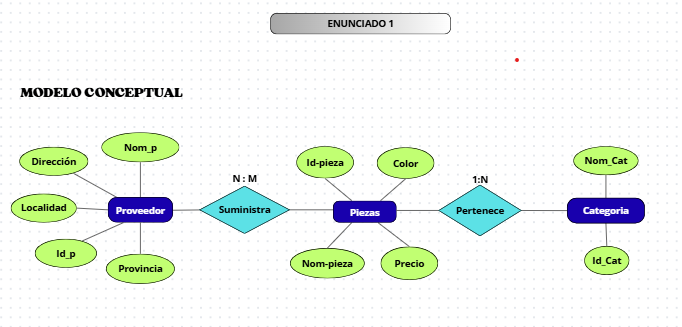 ENUNCIADO 1
MODELO CONCEPTUAL
Nom_p
Dirección
Localidad
Proveedor
Id_p
Provincia
N : M
Suministra
Id-pieza
Color
Piezas
Nom-pieza
Precio
1:N
Pertenece
Nom_Cat
Categoria
Id_Cat